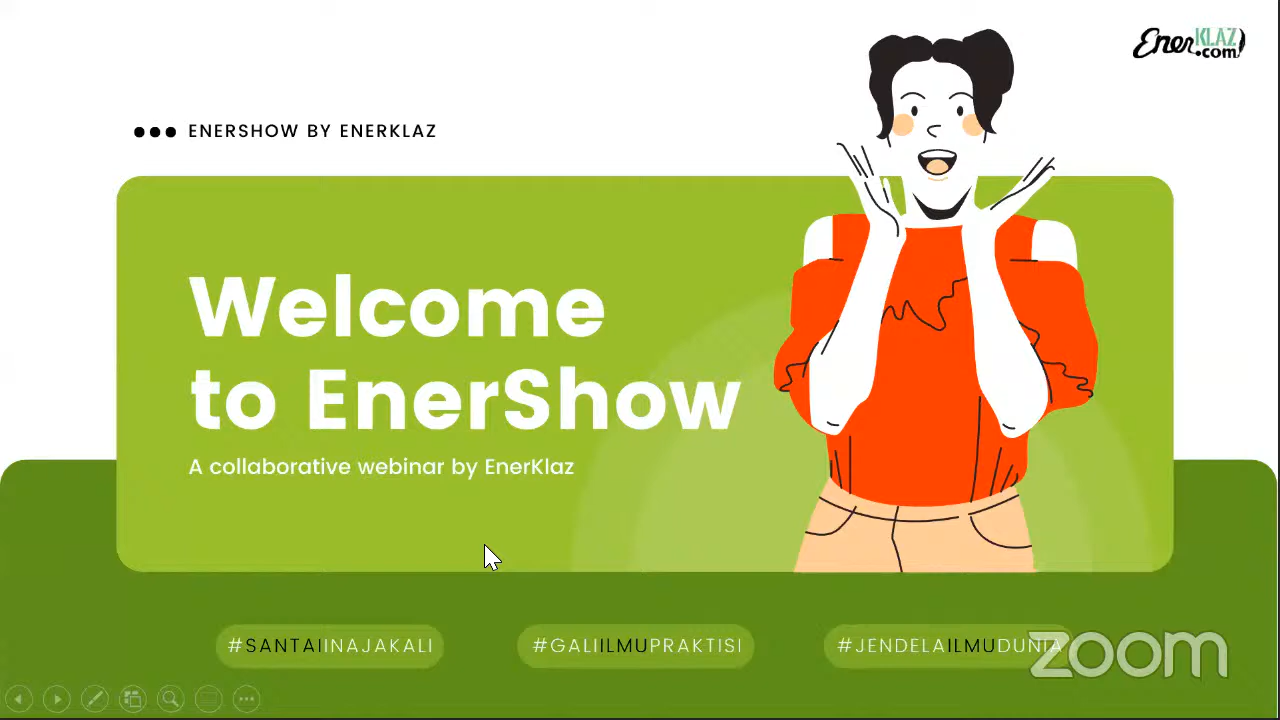 EnerKLAZ
.com
ENERSHOW BY ENERKLAZ
Welcome
to EnerShow
A collaborative webinar by EnerKlaz
#SANTAIINAJAKALI
#GALIILMUPRAKTISI
#JENDELAILMUDUNIA
zoom